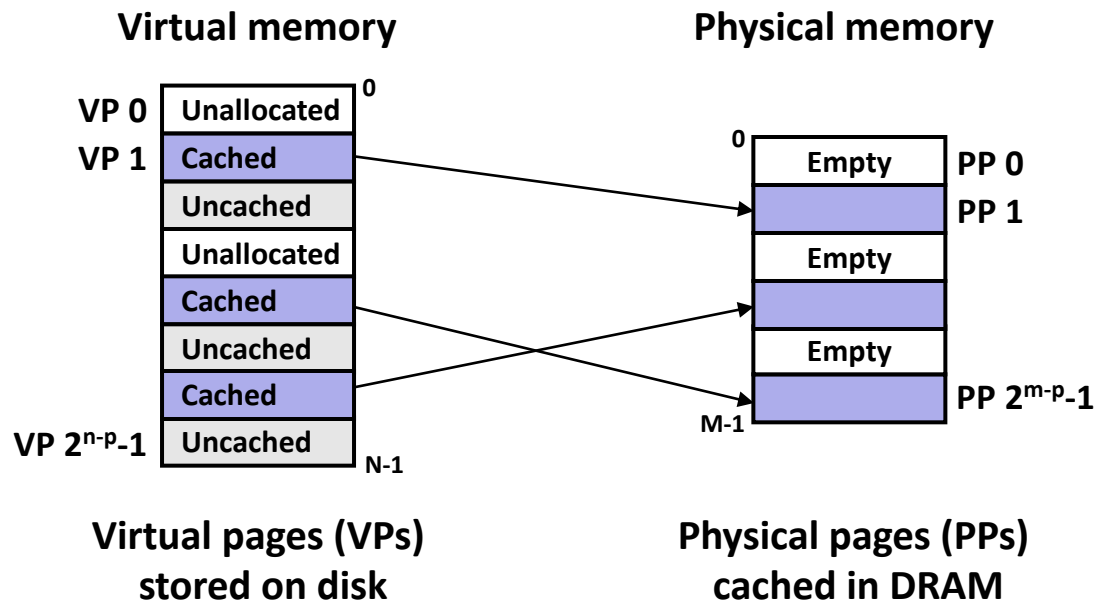 Virtual memory
Physical memory
0
VP 0
Unallocated
VP 1
Cached
Uncached
Unallocated
Cached
Uncached
Cached
VP 2ⁿ⁻ᵖ-1
Uncached
N-1
0
Empty
PP 0
PP 1
Empty
Empty
PP 2ᵐ⁻ᵖ-1
M-1
Virtual pages (VPs)
stored on disk
Physical pages (PPs)
cached in DRAM